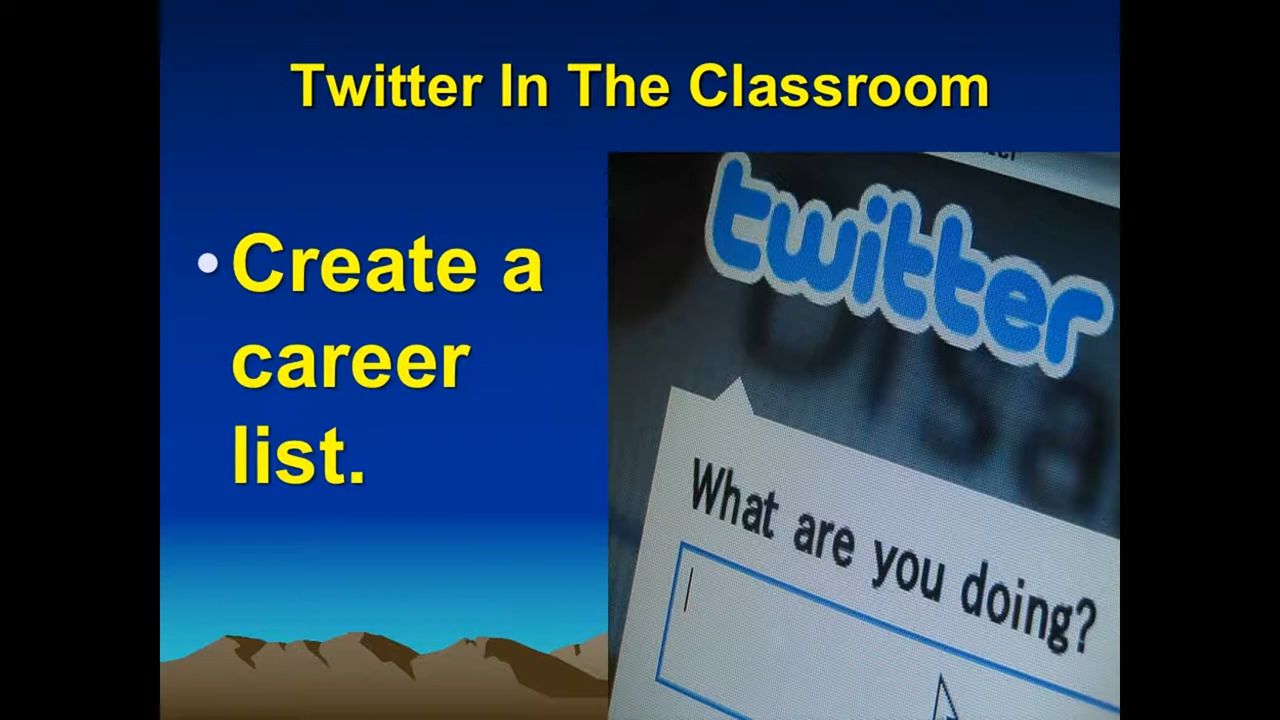 Twitter In The Classroom
• Create a
career
list.
twitter
What are you doing?